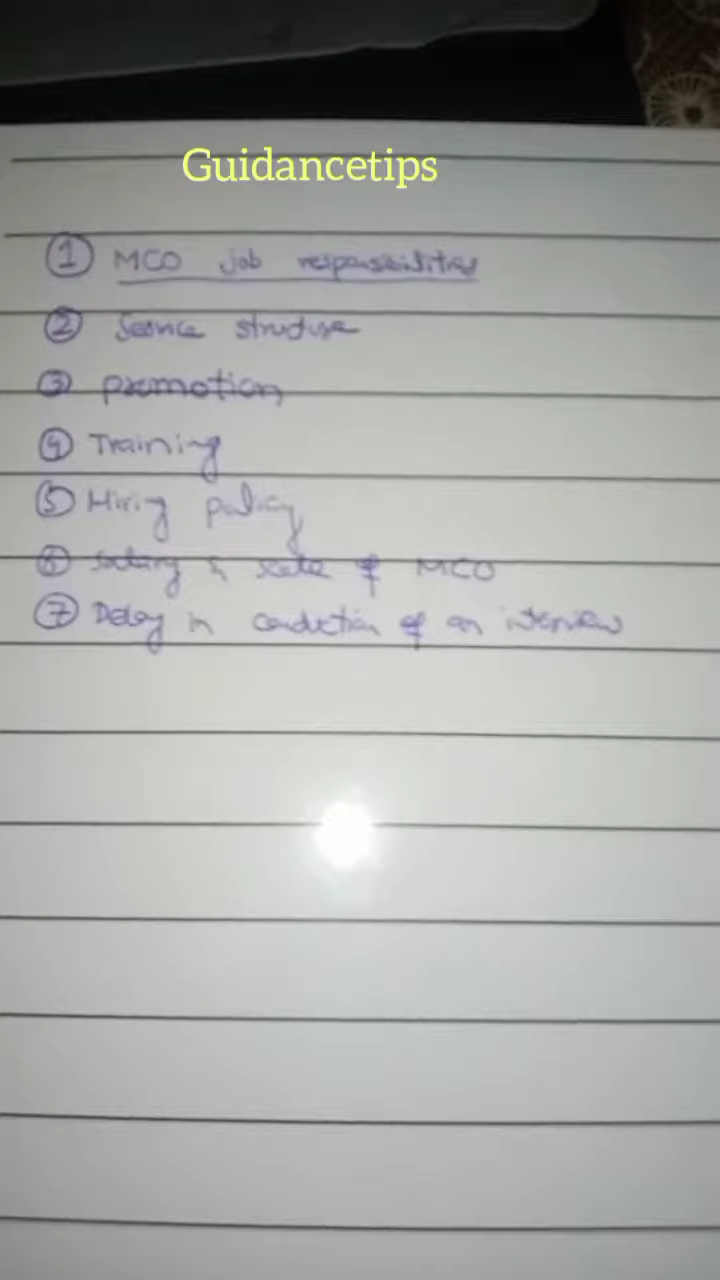 Guidancetips
① MCO job responsibilities
② Service structure
③ promotion
④ Training
⑤ Hiring policy
⑥ Salary & scale of MCO
⑦ Delay in conduction of an interview